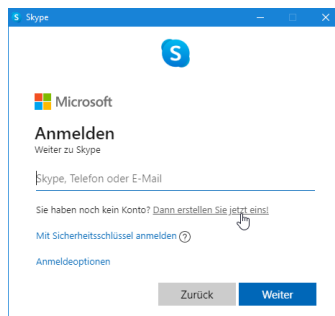 Skype
Microsoft
Anmelden
Weiter zu Skype
Skype, Telefon oder E-Mail
Sie haben noch kein Konto? Dann erstellen Sie jetzt eins!
Mit Sicherheitsschlüssel anmelden ?
Anmeldeoptionen
Zurück Weiter